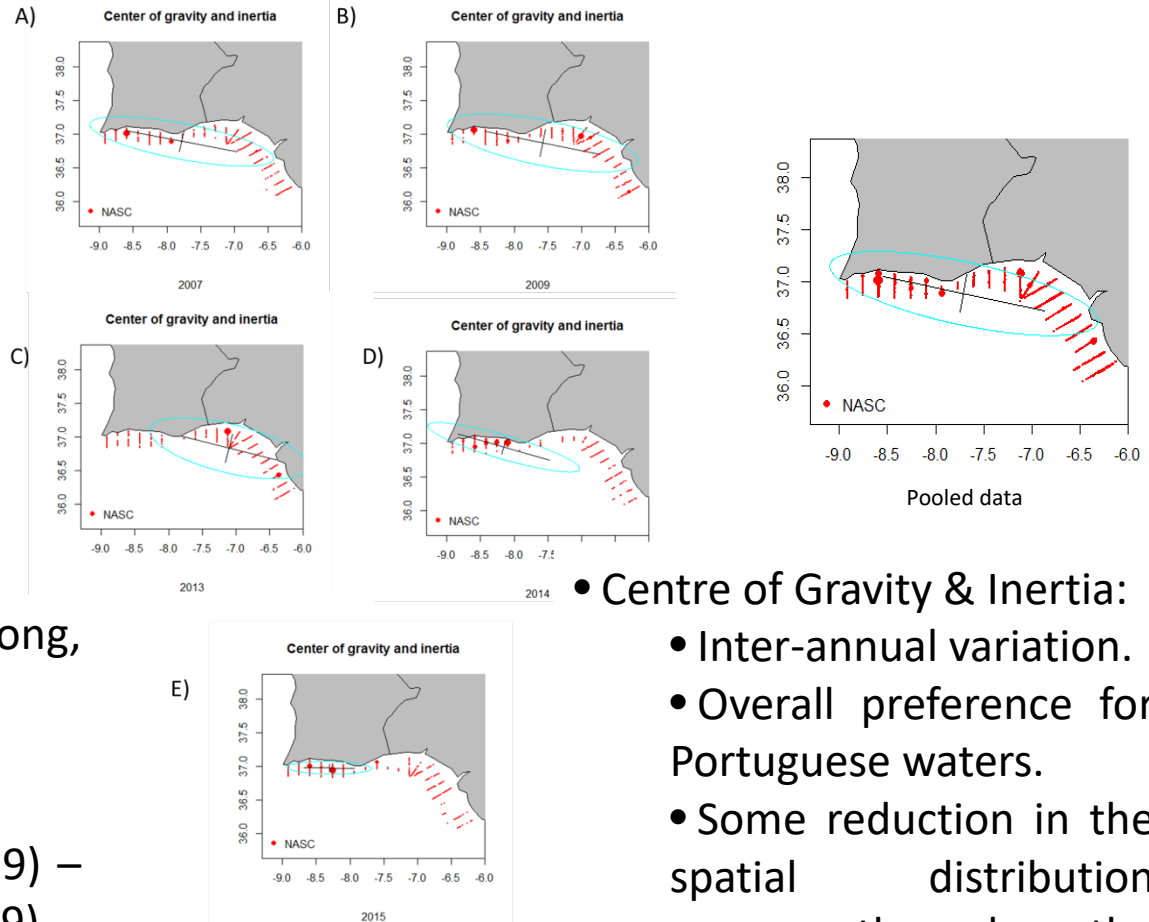 A)
Center of gravity and inertia
38.0
37.5
37.0
36.5
36.0
NASC
-9.0 -8.5 -8.0 -7.5 -7.0 -6.5 -6.0
2007
B)
Center of gravity and inertia
38.0
37.5
37.0
36.5
36.0
NASC
-9.0 -8.5 -8.0 -7.5 -7.0 -6.5 -6.0
2009
C)
Center of gravity and inertia
38.0
37.5
37.0
36.5
36.0
NASC
-9.0 -8.5 -8.0 -7.5 -7.0 -6.5 -6.0
2013
D)
Center of gravity and inertia
38.0
37.5
37.0
36.5
36.0
NASC
-9.0 -8.5 -8.0 -7.5
2014
E)
Center of gravity and inertia
38.0
37.5
37.0
36.5
36.0
NASC
-9.0 -8.5 -8.0 -7.5 -7.0 -6.5 -6.0
2015
38.0
37.5
37.0
36.5
36.0
NASC
-9.0 -8.5 -8.0 -7.5 -7.0 -6.5 -6.0
Pooled data
ong,
9) –
9)
• Centre of Gravity & Inertia:
• Inter-annual variation.
• Overall preference for
Portuguese waters.
• Some reduction in the
spatial distribution